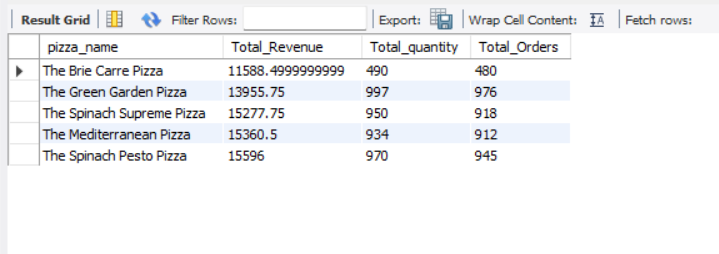 Result Grid Filter Rows: Export: Wrap Cell Content: IA Fetch rows:
pizza_name Total_Revenue Total_quantity Total_Orders
The Brie Carre Pizza 11588.4999999999 490 480
The Green Garden Pizza 13955.75 997 976
The Spinach Supreme Pizza 15277.75 950 918
The Mediterranean Pizza 15360.5 934 912
The Spinach Pesto Pizza 15596 970 945